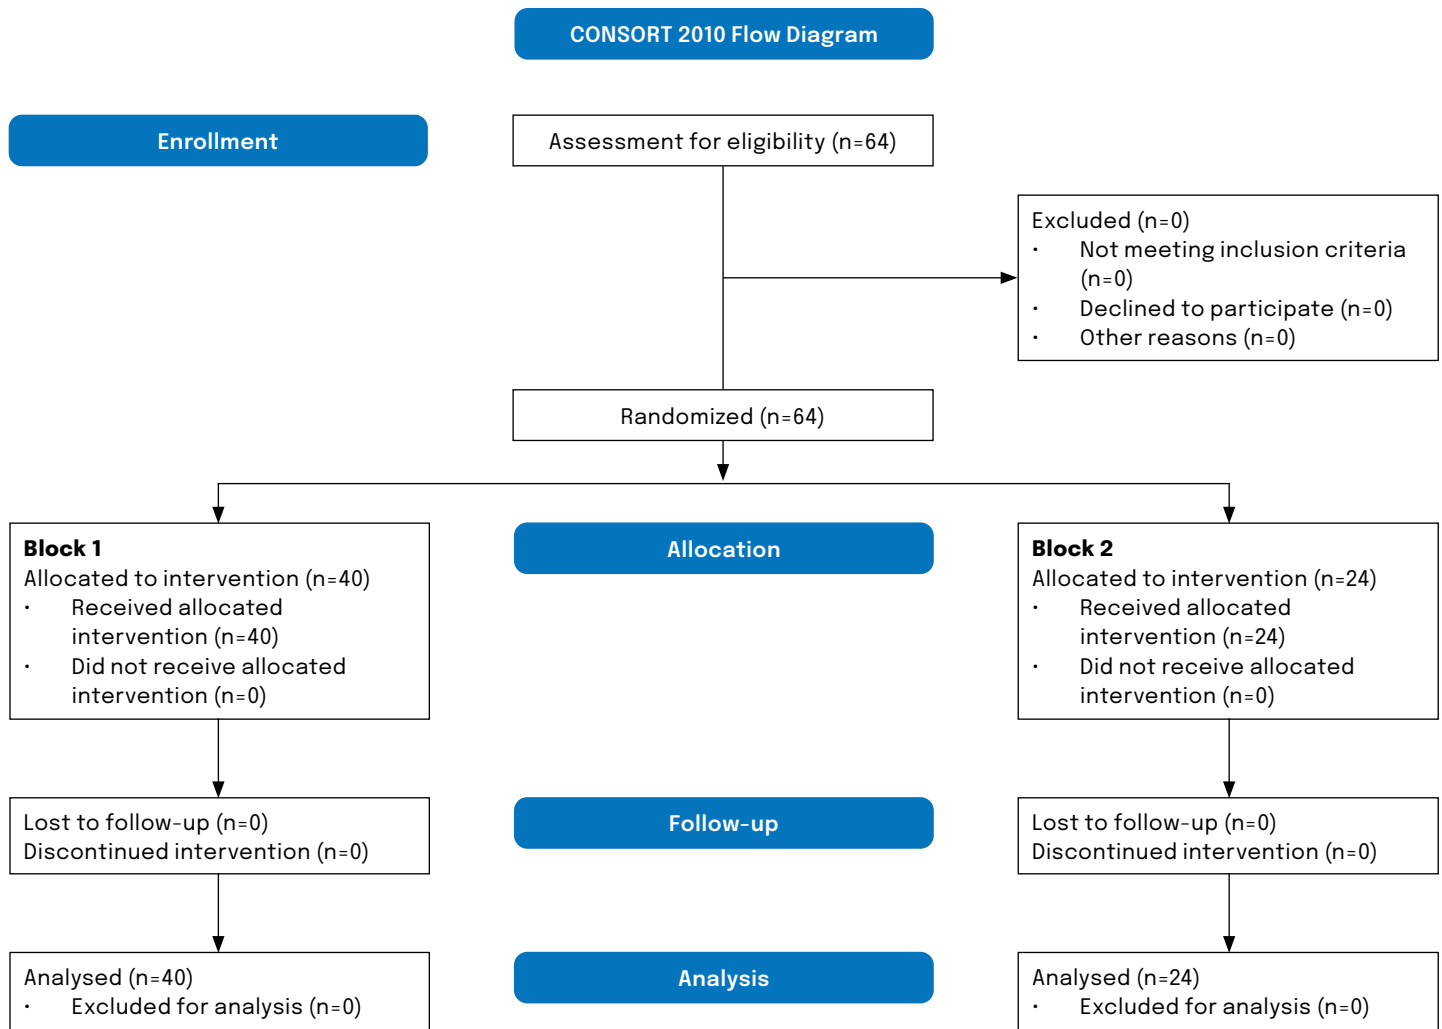 CONSORT 2010 Flow Diagram
Enrollment
Assessment for eligibility (n=64)
Excluded (n=0)
· Not meeting inclusion criteria
(n=0)
· Declined to participate (n=0)
· Other reasons (n=0)
Randomized (n=64)
Block 1
Allocated to intervention (n=40)
· Received allocated
intervention (n=40)
· Did not receive allocated
intervention (n=0)
Allocation
Block 2
Allocated to intervention (n=24)
· Received allocated
intervention (n=24)
· Did not receive allocated
intervention (n=0)
Lost to follow-up (n=0)
Discontinued intervention (n=0)
Follow-up
Lost to follow-up (n=0)
Discontinued intervention (n=0)
Analysed (n=40)
· Excluded for analysis (n=0)
Analysis
Analysed (n=24)
· Excluded for analysis (n=0)